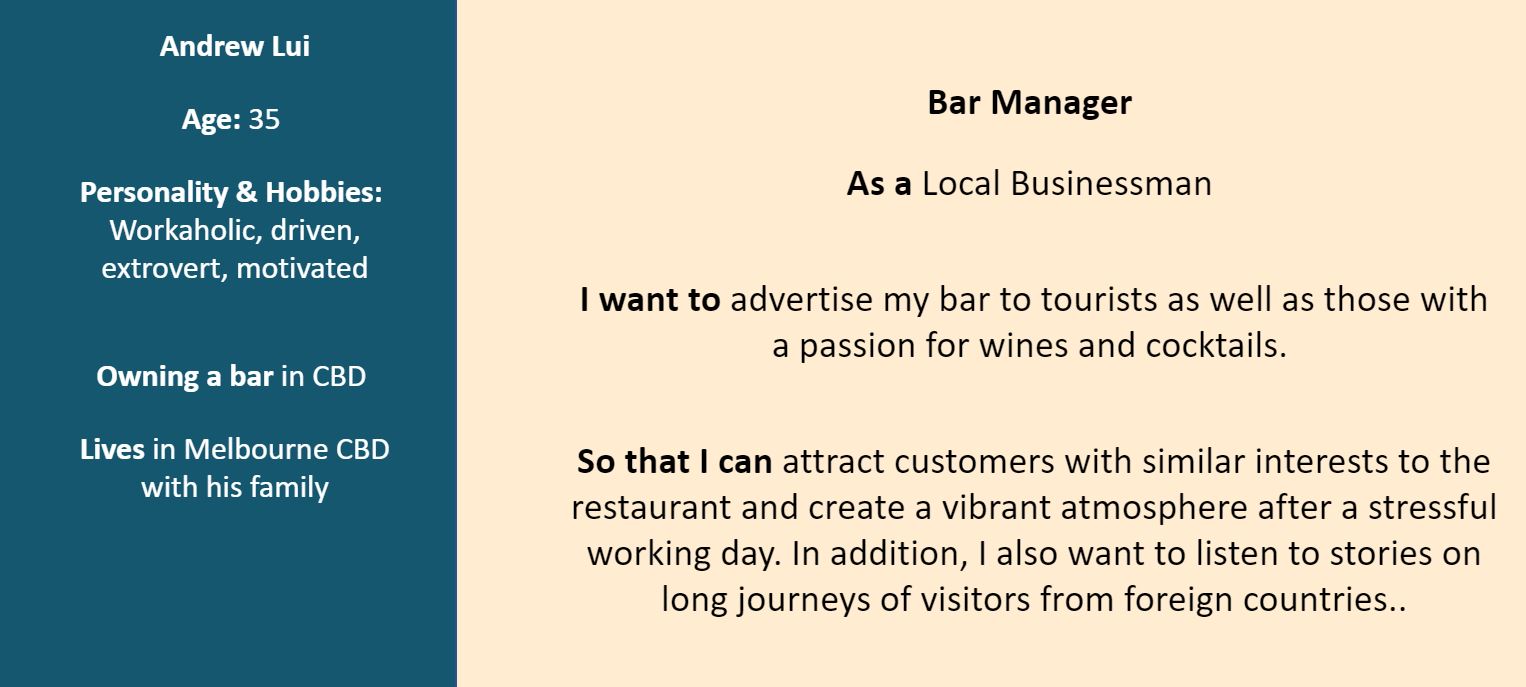 Andrew Lui
Age: 35
Personality & Hobbies:
Workaholic, driven,
extrovert, motivated
Owning a bar in CBD
Lives in Melbourne CBD
with his family
Bar Manager
As a Local Businessman
I want to advertise my bar to tourists as well as those with
a passion for wines and cocktails.
So that I can attract customers with similar interests to the
restaurant and create a vibrant atmosphere after a stressful
working day. In addition, I also want to listen to stories on
long journeys of visitors from foreign countries..